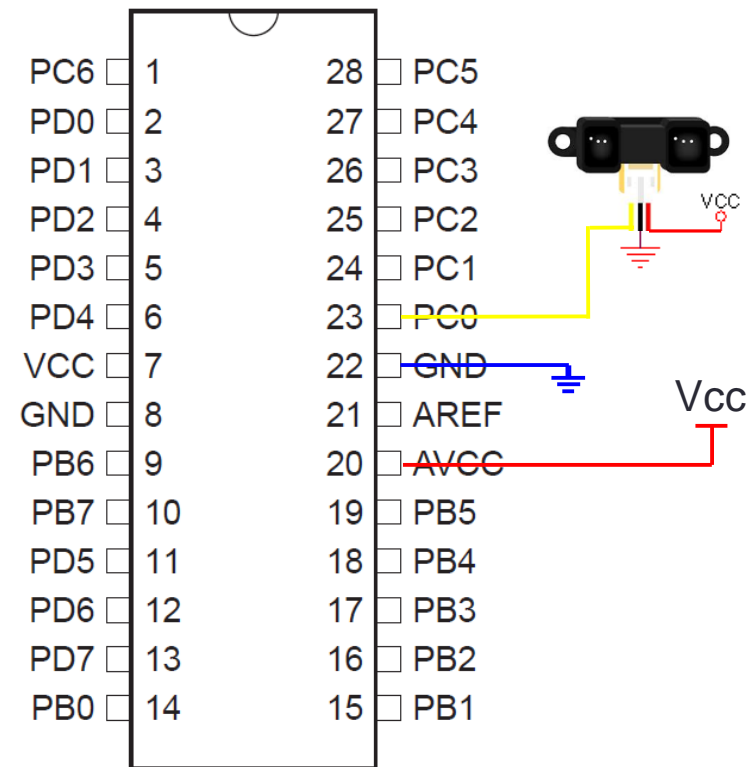 PC6 1 28 PC5
PD0 2 27 PC4
PD1 3 26 PC3
PD2 4 25 PC2
PD3 5 24 PC1
PD4 6 23 PC0
VCC 7 22 GND
GND 8 21 AREF
PB6 9 20 AVCC
PB7 10 19 PB5
PD5 11 18 PB4
PD6 12 17 PB3
PD7 13 16 PB2
PB0 14 15 PB1
VCC
Vcc